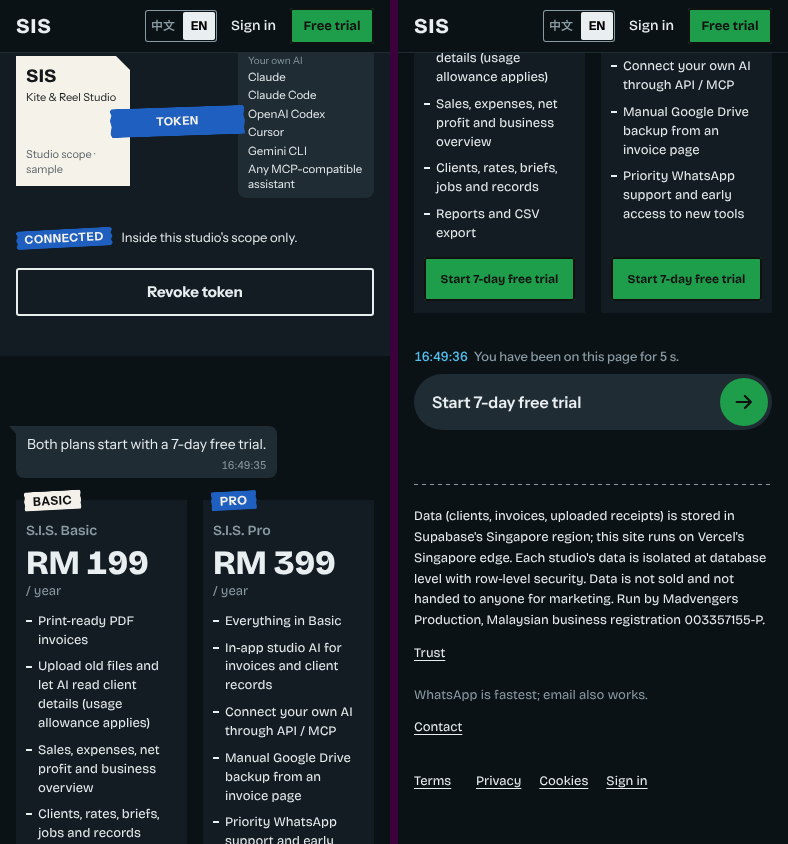 SIS
中文 EN
Sign in
Free trial
SIS
Kite & Reel Studio
Studio scope ·
sample
TOKEN
Your own AI
Claude
Claude Code
OpenAI Codex
Cursor
Gemini CLI
Any MCP-compatible
assistant
CONNECTED Inside this studio's scope only.
Revoke token
Both plans start with a 7-day free trial.
16:49:35
BASIC
S.I.S. Basic
RM 199
/ year
Print-ready PDF
invoices
Upload old files and
let AI read client
details (usage
allowance applies)
Sales, expenses, net
profit and business
overview
Clients, rates, briefs,
jobs and records
PRO
S.I.S. Pro
RM 399
/ year
Everything in Basic
In-app studio AI for
invoices and client
records
Connect your own AI
through API / MCP
Manual Google Drive
backup from an
invoice page
Priority WhatsApp
support and early
SIS
中文 EN
Sign in
Free trial
details (usage
allowance applies)
Sales, expenses, net
profit and business
overview
Clients, rates, briefs,
jobs and records
Reports and CSV
export
Start 7-day free trial
Connect your own AI
through API / MCP
Manual Google Drive
backup from an
invoice page
Priority WhatsApp
support and early
access to new tools
Start 7-day free trial
16:49:36 You have been on this page for 5 s.
Start 7-day free trial
Data (clients, invoices, uploaded receipts) is stored in
Supabase's Singapore region; this site runs on Vercel's
Singapore edge. Each studio's data is isolated at database
level with row-level security. Data is not sold and not
handed to anyone for marketing. Run by Madvengers
Production, Malaysian business registration 003357155-P.
Trust
WhatsApp is fastest; email also works.
Contact
Terms Privacy Cookies Sign in